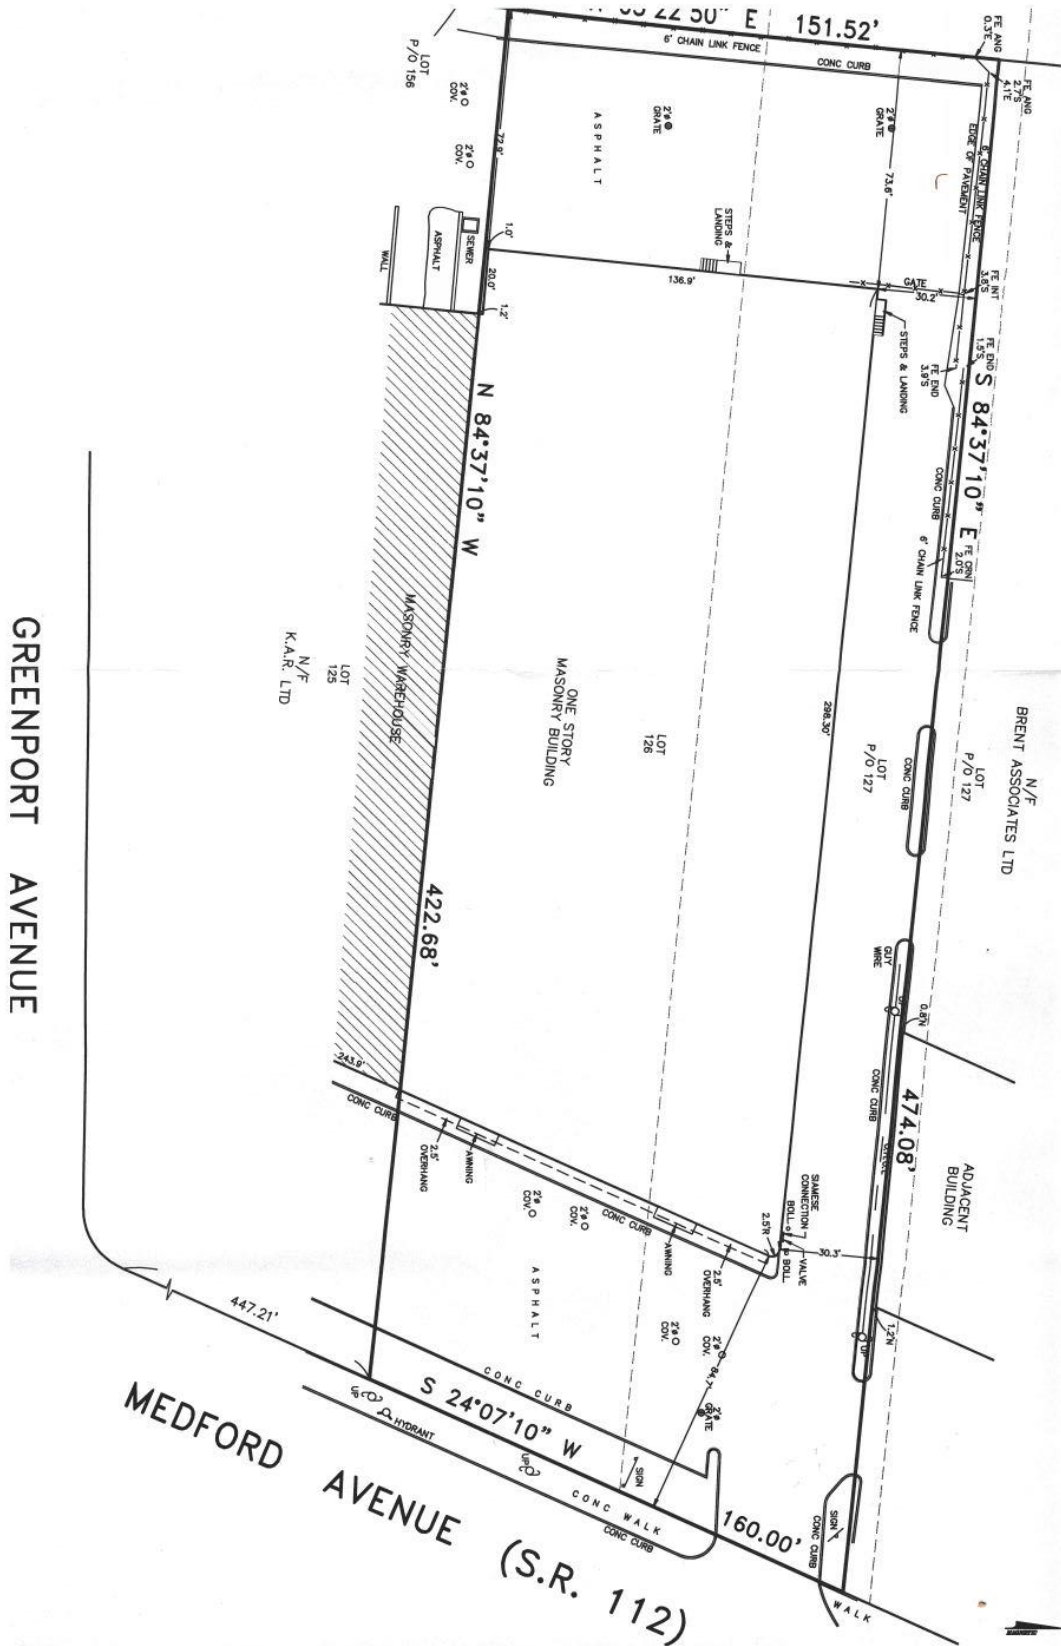 05°22'50" E
151.52'
6' CHAIN LINK FENCE
CONC CURB
FE ANG
0.3'E
FE ANG
2.7'S
4.1'E
LOT
P/O 156
2'ø
COV.
2'ø
COV.
72.9'
ASPHALT
2'ø
GRATE
2'ø
GRATE
73.6'
6' CHAIN LINK FENCE
EDGE OF PAVEMENT
STEPS &
LANDING
1.0'
20.0'
1.2'
SEWER
ASPHALT
WALL
136.9'
GATE
30.2'
FE INT
3.8'S
STEPS & LANDING
FE END
1.5'S
FE END
3.9'S
S 84°37'10" E
CONC CURB
FE CRN
2.0'S
6' CHAIN LINK FENCE
N 84°37'10" W
MASONRY WAREHOUSE
LOT
125
N/F
K.A.R. LTD
ONE STORY
MASONRY BUILDING
LOT
126
298.30'
LOT
P/O 127
CONC CURB
LOT
P/O 127
N/F
BRENT ASSOCIATES LTD
GREENPORT AVENUE
422.68'
GUY
WIRE
0.8'N
CONC CURB
474.08'
ADJACENT
BUILDING
243.9'
CONC CURB
2.5'
OVERHANG
AWNING
2'ø
COV.
2'ø
COV.
CONC CURB
AWNING
2.5'
OVERHANG
2.5'R
SIAMESE
CONNECTION
BOLL.
VALVE
BOLL.
30.3'
1.2'N
UP
ASPHALT
2'ø
COV.
2'ø
COV.
2'ø
GRATE
447.21'
CONC CURB
S 24°07'10" W
UP
HYDRANT
UP
SIGN
CONC WALK
CONC CURB
160.00'
SIGN
CONC CURB
WALK
MEDFORD AVENUE (S.R. 112)